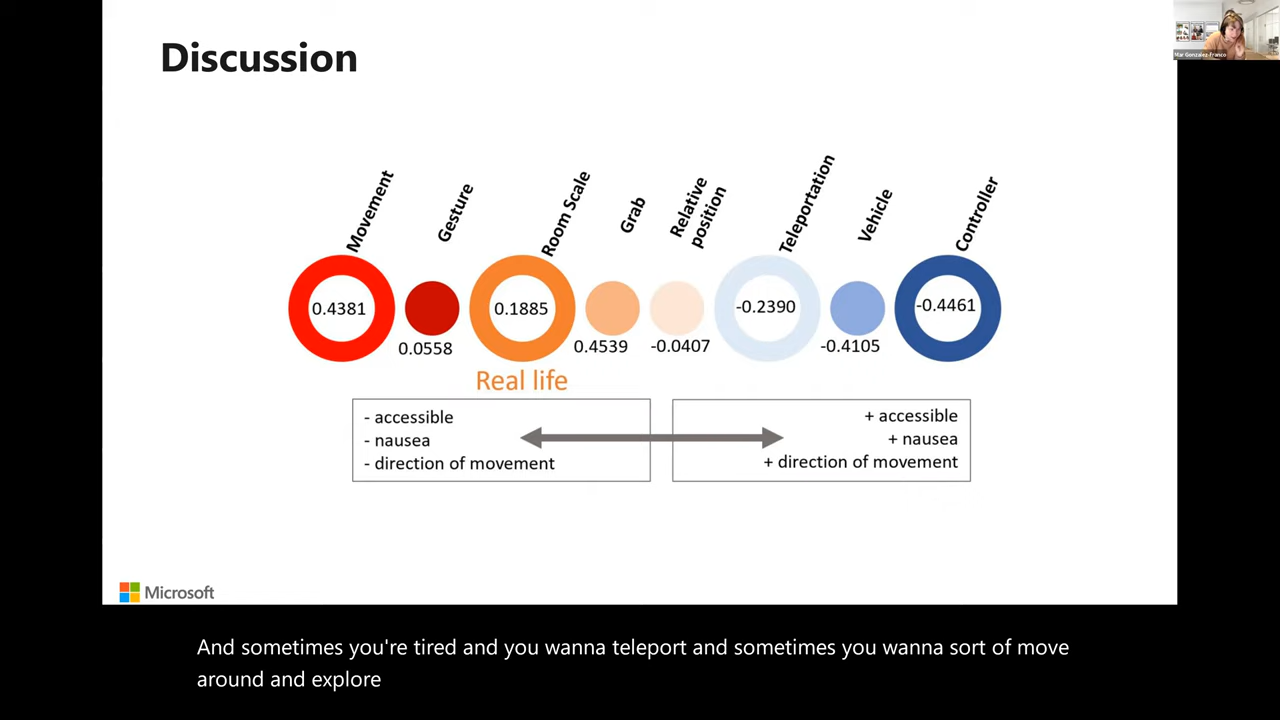 Discussion
Mar Gonzalez-Franco
Movement
Gesture
Room Scale
Grab
Relative
position
Teleportation
Vehicle
Controller
0.4381
0.0558
0.1885
0.4539
-0.0407
-0.2390
-0.4105
-0.4461
Real life
- accessible
- nausea
- direction of movement
+ accessible
+ nausea
+ direction of movement
Microsoft
And sometimes you're tired and you wanna teleport and sometimes you wanna sort of move
around and explore